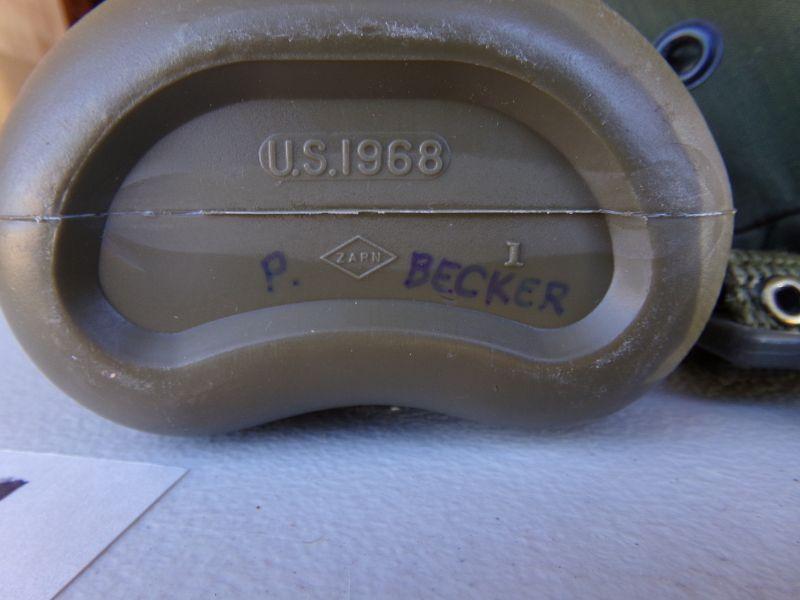 U.S.1968
1
P. ZARN BECKER